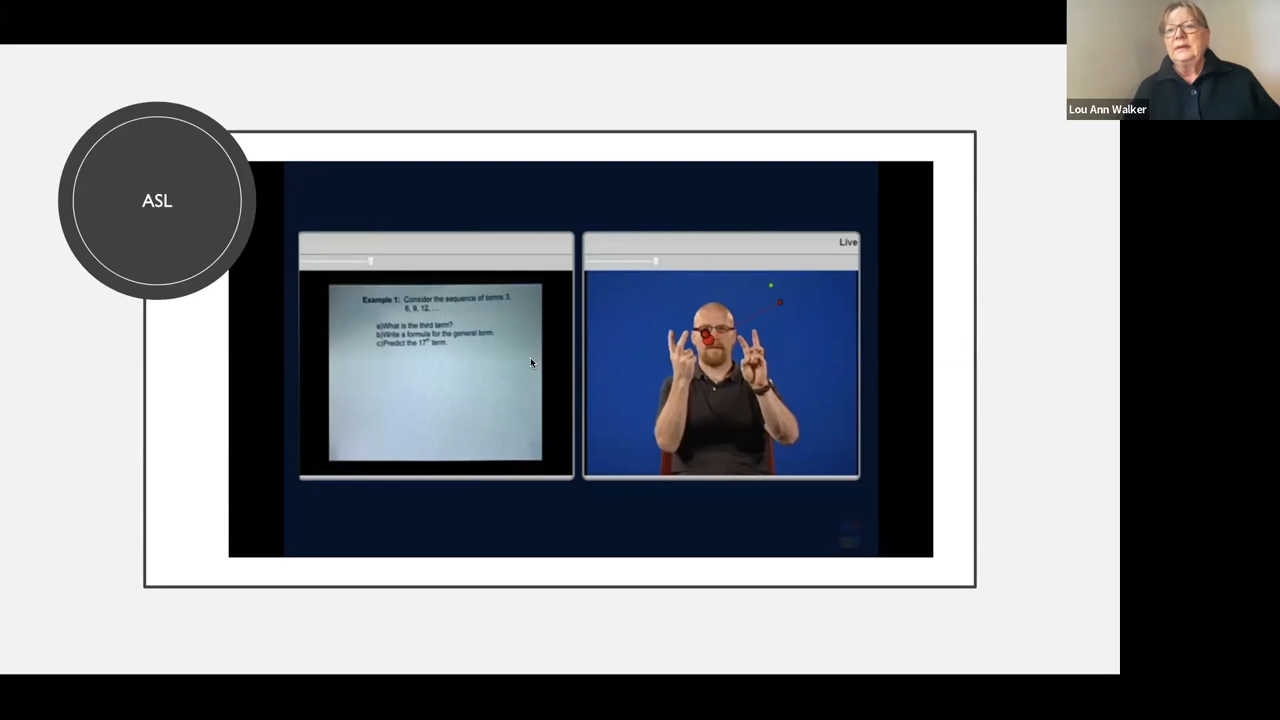 Lou Ann Walker
ASL
Live
Example 1: Consider the sequence of terms 3,
6, 9, 12, ...
a)What is the third term?
b)Write a formula for the general term.
c)Predict the 17th term.